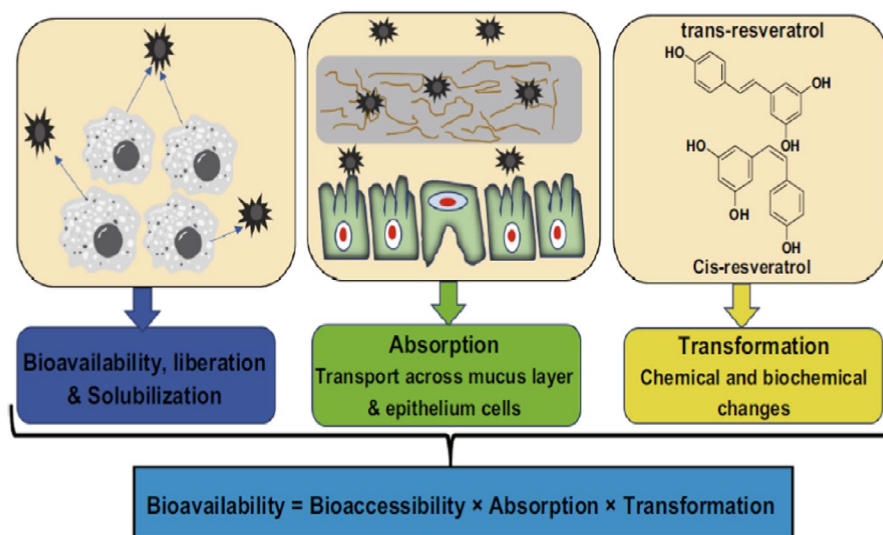 trans-resveratrol
HO
OH
OH
HO
OH
OH
Cis-resveratrol
Bioavailability, liberation
& Solubilization
Absorption
Transport across mucus layer
& epithelium cells
Transformation
Chemical and biochemical
changes
Bioavailability = Bioaccessibility × Absorption × Transformation